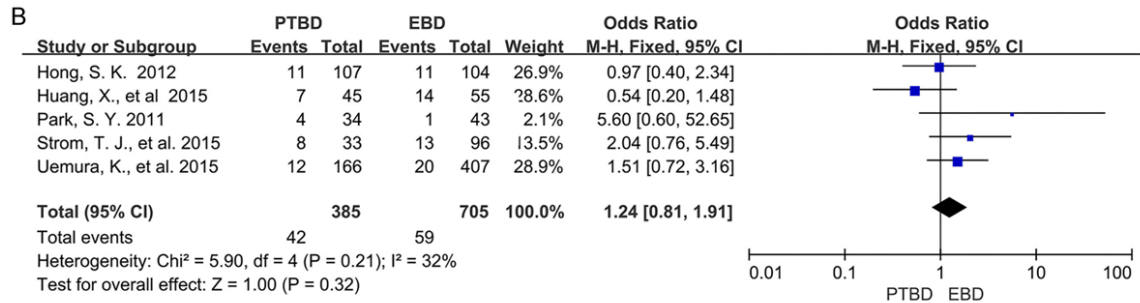 B
PTBD EBD Odds Ratio Odds Ratio
Study or Subgroup Events Total Events Total Weight M-H, Fixed, 95% CI M-H, Fixed, 95% CI
Hong, S. K. 2012 11 107 11 104 26.9% 0.97 [0.40, 2.34]
Huang, X., et al 2015 7 45 14 55 28.6% 0.54 [0.20, 1.48]
Park, S. Y. 2011 4 34 1 43 2.1% 5.60 [0.60, 52.65]
Strom, T. J., et al. 2015 8 33 13 96 13.5% 2.04 [0.76, 5.49]
Uemura, K., et al. 2015 12 166 20 407 28.9% 1.51 [0.72, 3.16]
Total (95% CI) 385 705 100.0% 1.24 [0.81, 1.91]
Total events 42 59
Heterogeneity: Chi² = 5.90, df = 4 (P = 0.21); I² = 32%
Test for overall effect: Z = 1.00 (P = 0.32)
0.01 0.1 1 10 100
PTBD EBD